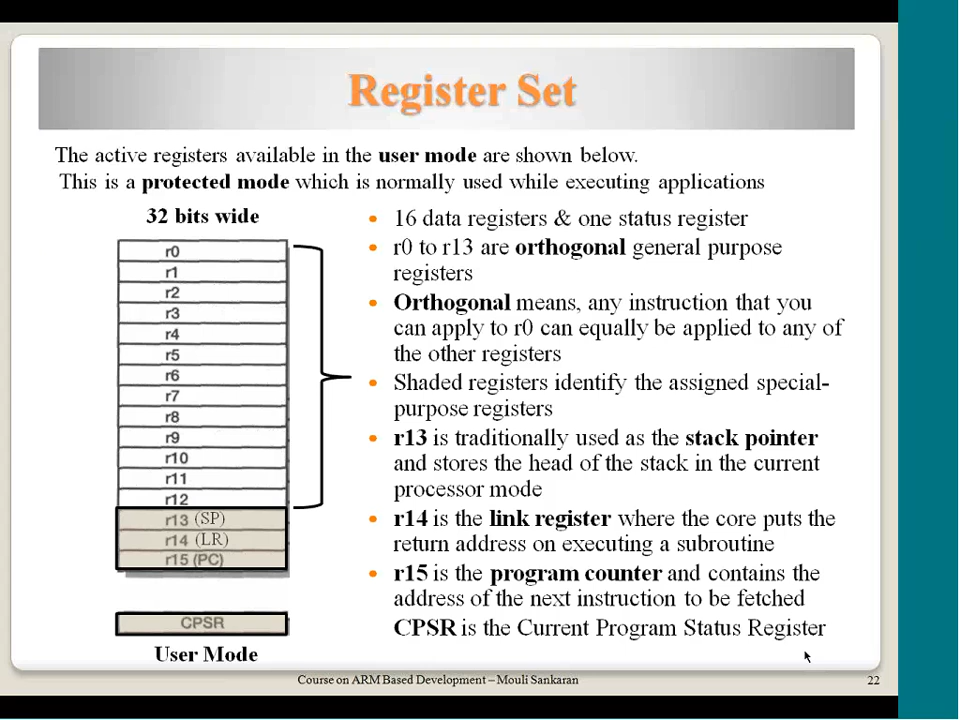 Register Set
The active registers available in the user mode are shown below.
This is a protected mode which is normally used while executing applications
32 bits wide
r0
r1
r2
r3
r4
r5
r6
r7
r8
r9
r10
r11
r12
r13 (SP)
r14 (LR)
r15 (PC)
CPSR
User Mode
• 16 data registers & one status register
• r0 to r13 are orthogonal general purpose
registers
• Orthogonal means, any instruction that you
can apply to r0 can equally be applied to any of
the other registers
• Shaded registers identify the assigned special-
purpose registers
• r13 is traditionally used as the stack pointer
and stores the head of the stack in the current
processor mode
• r14 is the link register where the core puts the
return address on executing a subroutine
• r15 is the program counter and contains the
address of the next instruction to be fetched
CPSR is the Current Program Status Register
Course on ARM Based Development – Mouli Sankaran
22